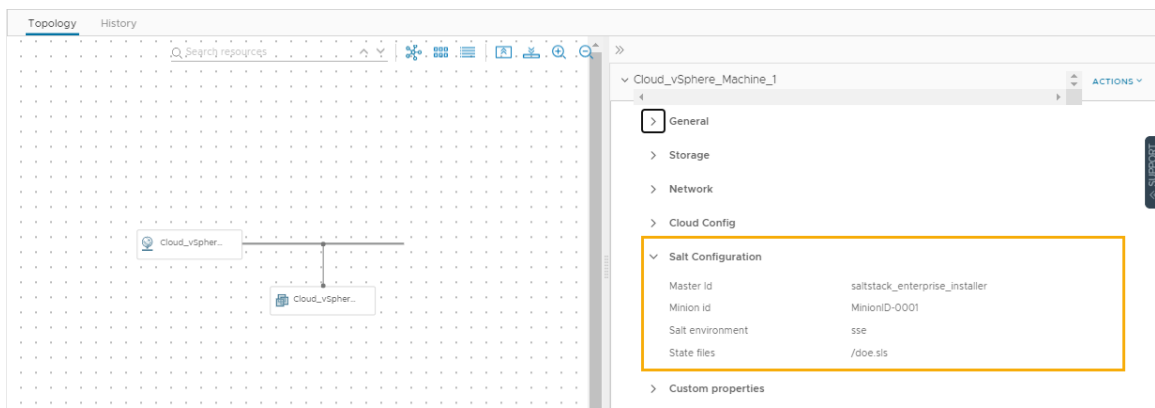 Topology History
Search resources
Cloud_vSpher...
Cloud_vSpher...
Cloud_vSphere_Machine_1 ACTIONS
General
Storage
Network
Cloud Config
Salt Configuration
Master Id saltstack_enterprise_installer
Minion id MinionID-0001
Salt environment sse
State files /doe.sls
Custom properties
SUPPORT